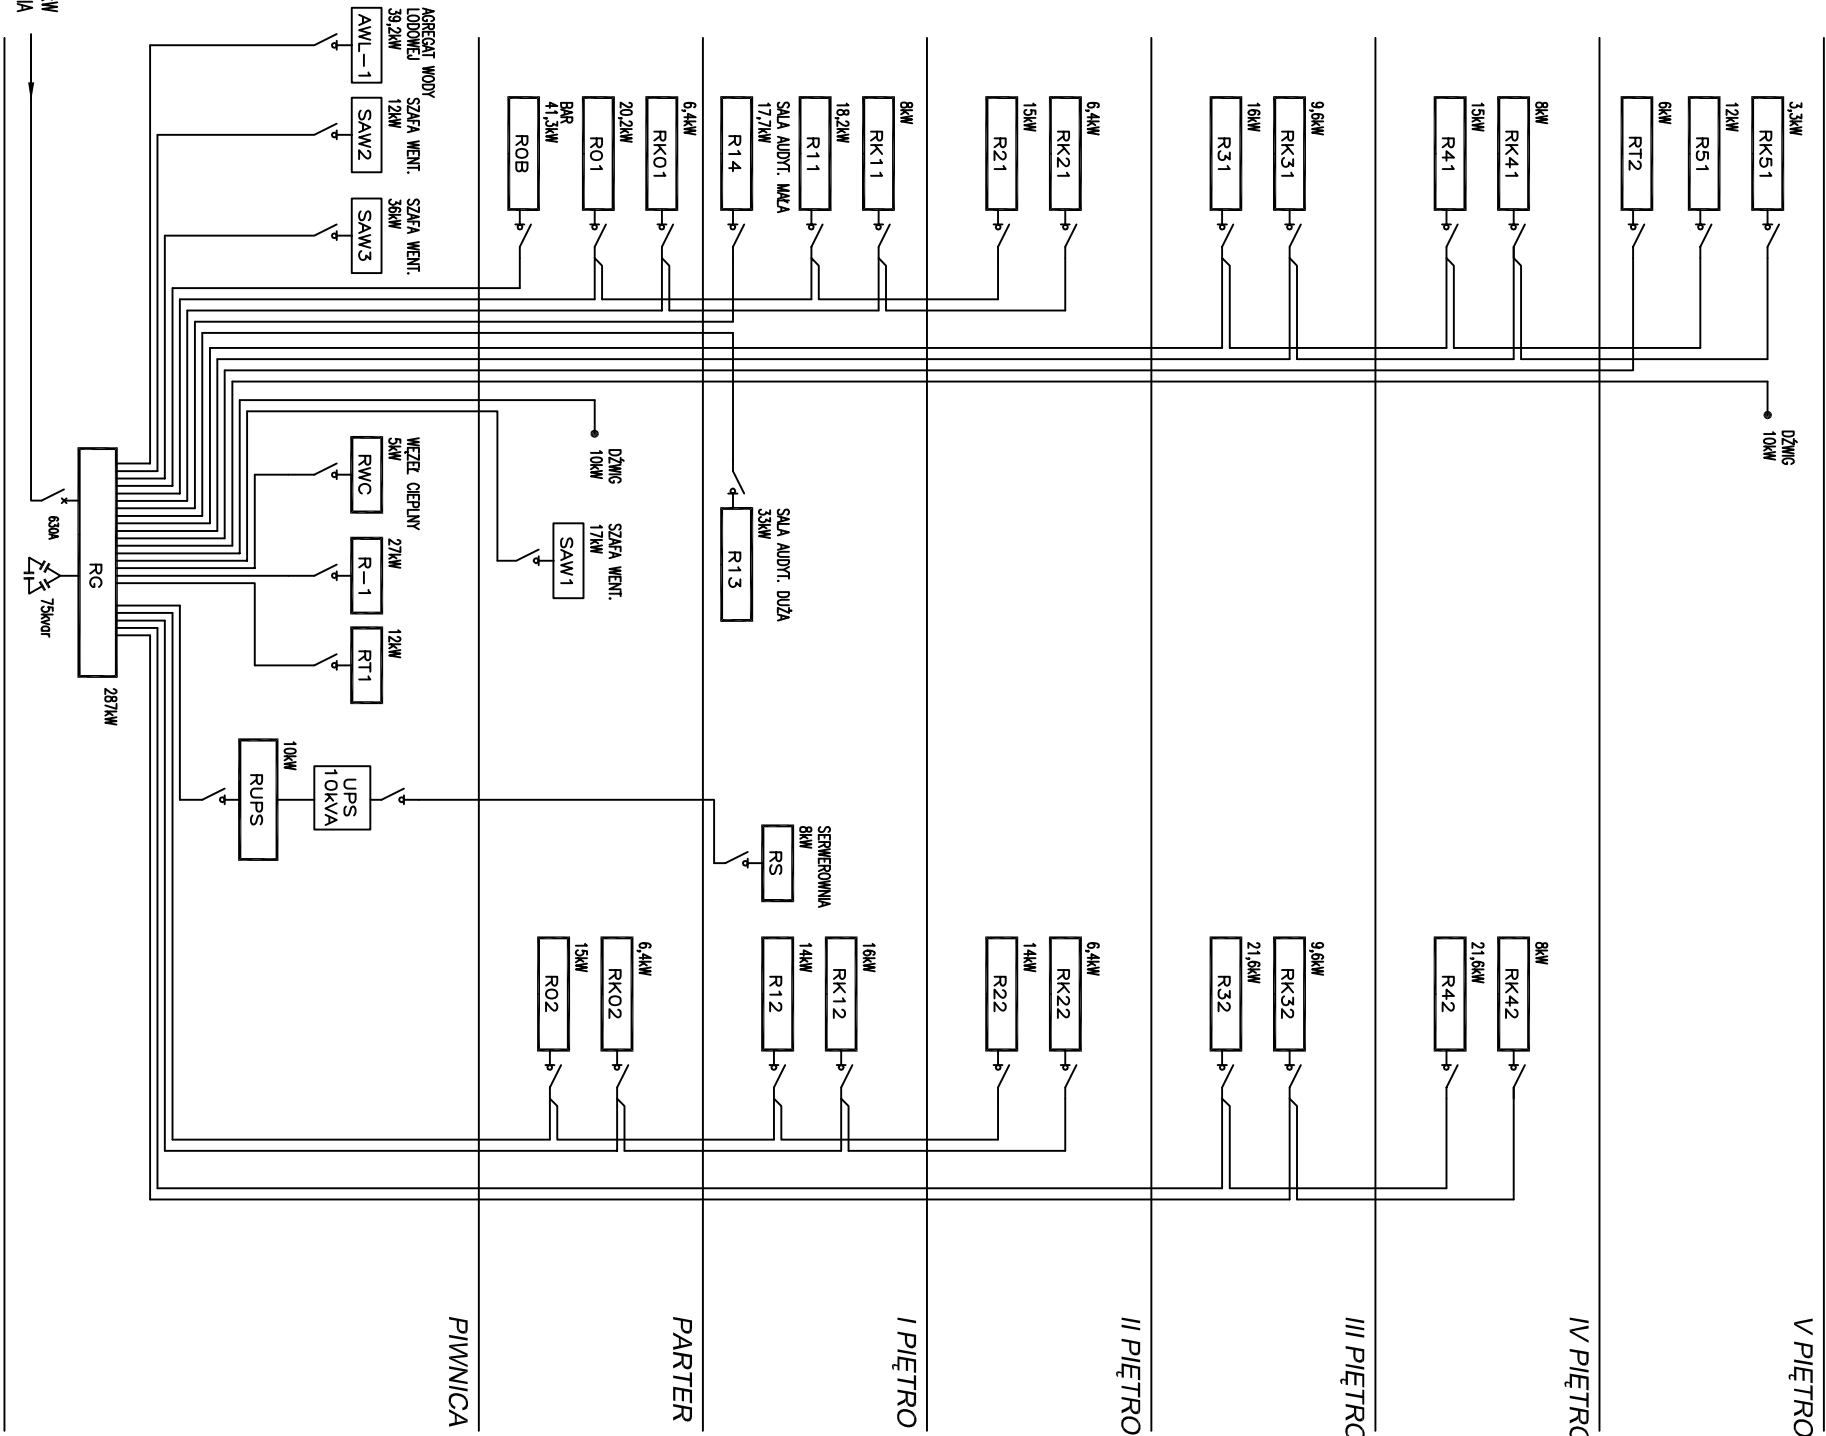 V PIĘTRO
3,3kW
RK51
12kW
R51
6kW
RT2
DŹWIG
10kW
IV PIĘTRO
8kW
RK41
15kW
R41
8kW
RK42
21,6kW
R42
III PIĘTRO
9,6kW
RK31
16kW
R31
9,6kW
RK32
21,6kW
R32
II PIĘTRO
6,4kW
RK21
15kW
R21
6,4kW
RK22
14kW
R22
I PIĘTRO
8kW
RK11
18,2kW
R11
SALA AUDYT. MAŁA
17,7kW
R14
SALA AUDYT. DUŻA
33kW
R13
SERWEROWNIA
8kW
RS
16kW
RK12
14kW
R12
PARTER
6,4kW
RK01
20,2kW
R01
BAR
41,3kW
R0B
DŹWIG
10kW
SZAFA WENT.
17kW
SAW1
6,4kW
RK02
15kW
R02
PIWNICA
AGREGAT WODY
LODOWEJ
39,2kW
AWL-1
SZAFA WENT.
12kW
SAW2
SZAFA WENT.
36kW
SAW3
WĘZEŁ CIEPLNY
5kW
RWC
27kW
R-1
12kW
RT1
UPS
10kVA
10kW
RUPS
287kW
RG
630A
75kvar